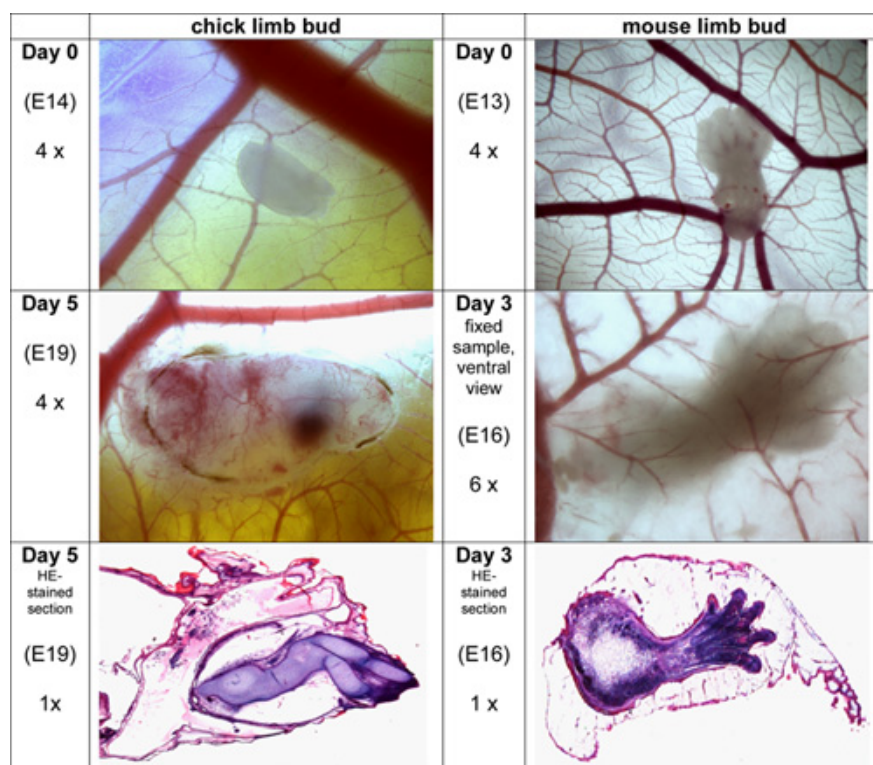 chick limb bud
mouse limb bud
Day 0
(E14)
4 x
Day 0
(E13)
4 x
Day 5
(E19)
4 x
Day 3
fixed
sample,
ventral
view
(E16)
6 x
Day 5
HE-
stained
section
(E19)
1x
Day 3
HE-
stained
section
(E16)
1 x